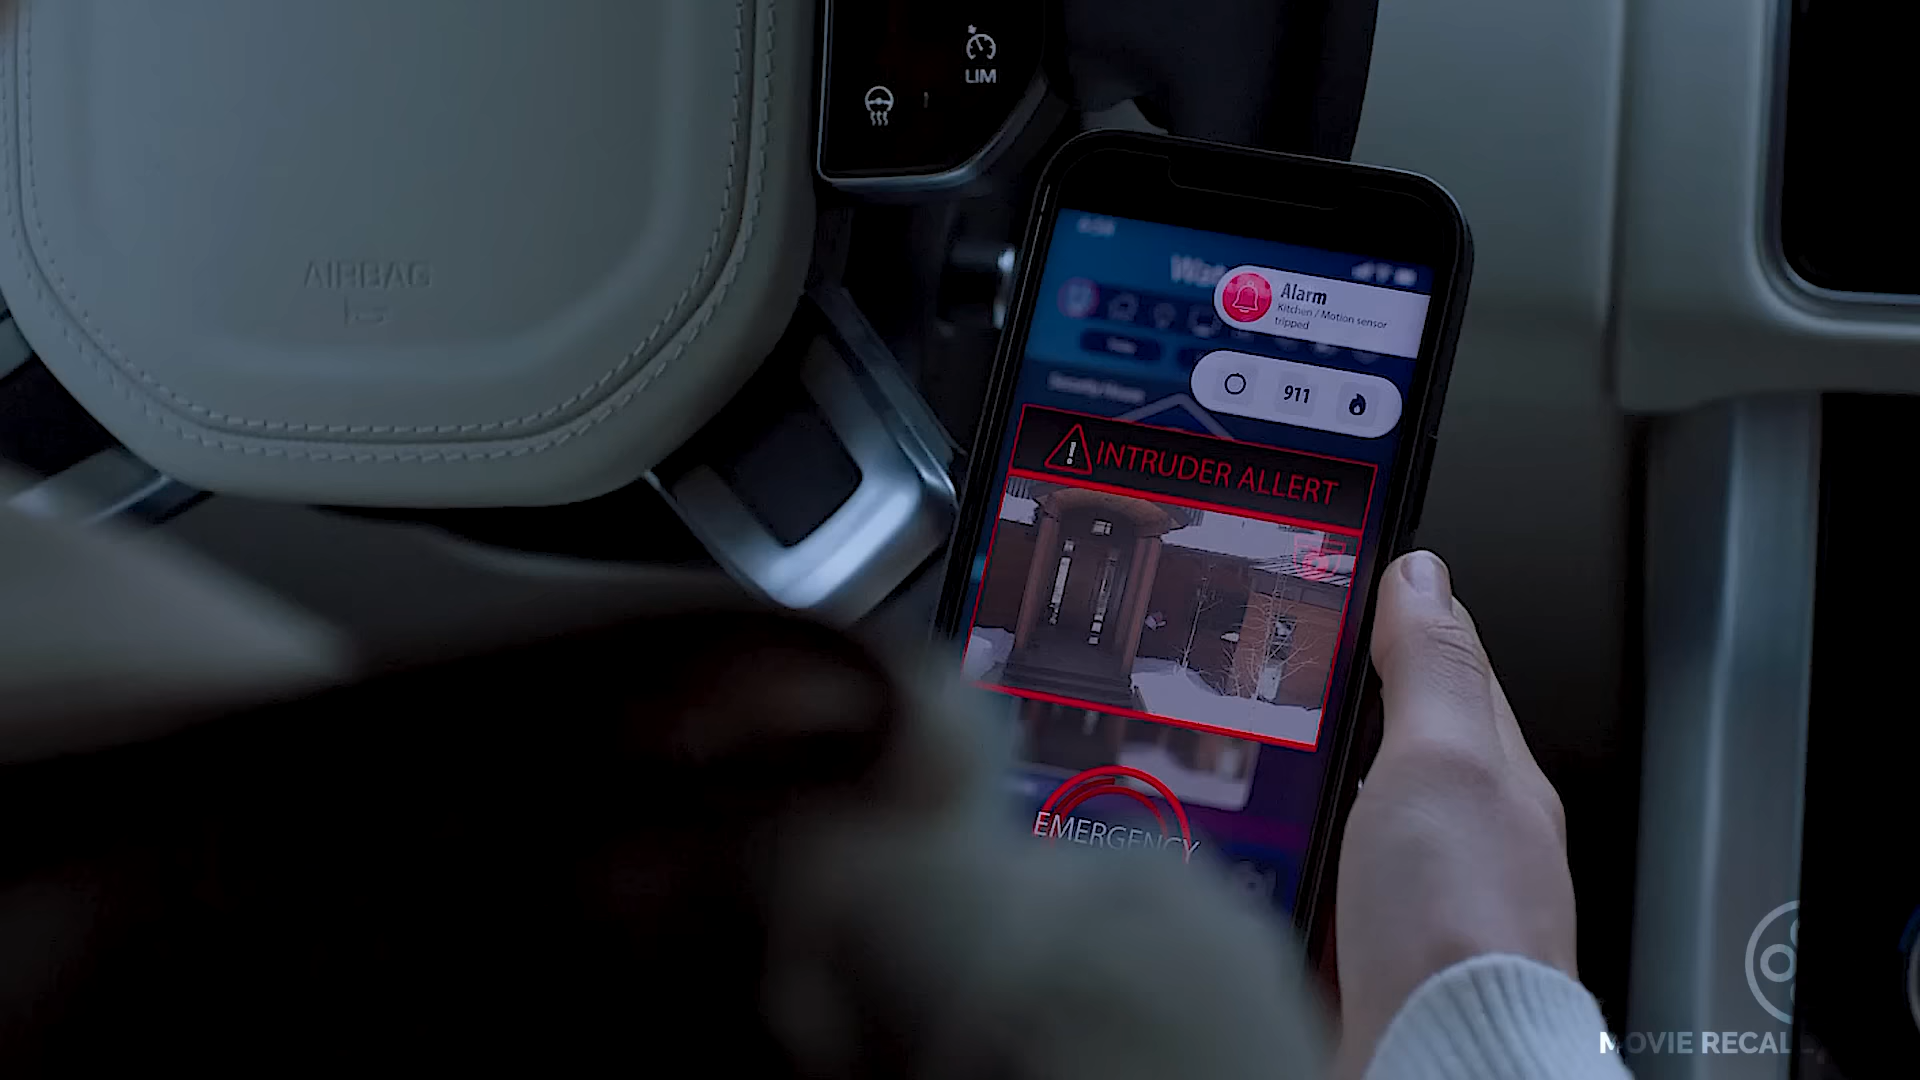 LIM
AIRBAG
Alarm
Kitchen / Motion sensor
tripped
911
INTRUDER ALLERT
EMERGENCY
MOVIE RECAL